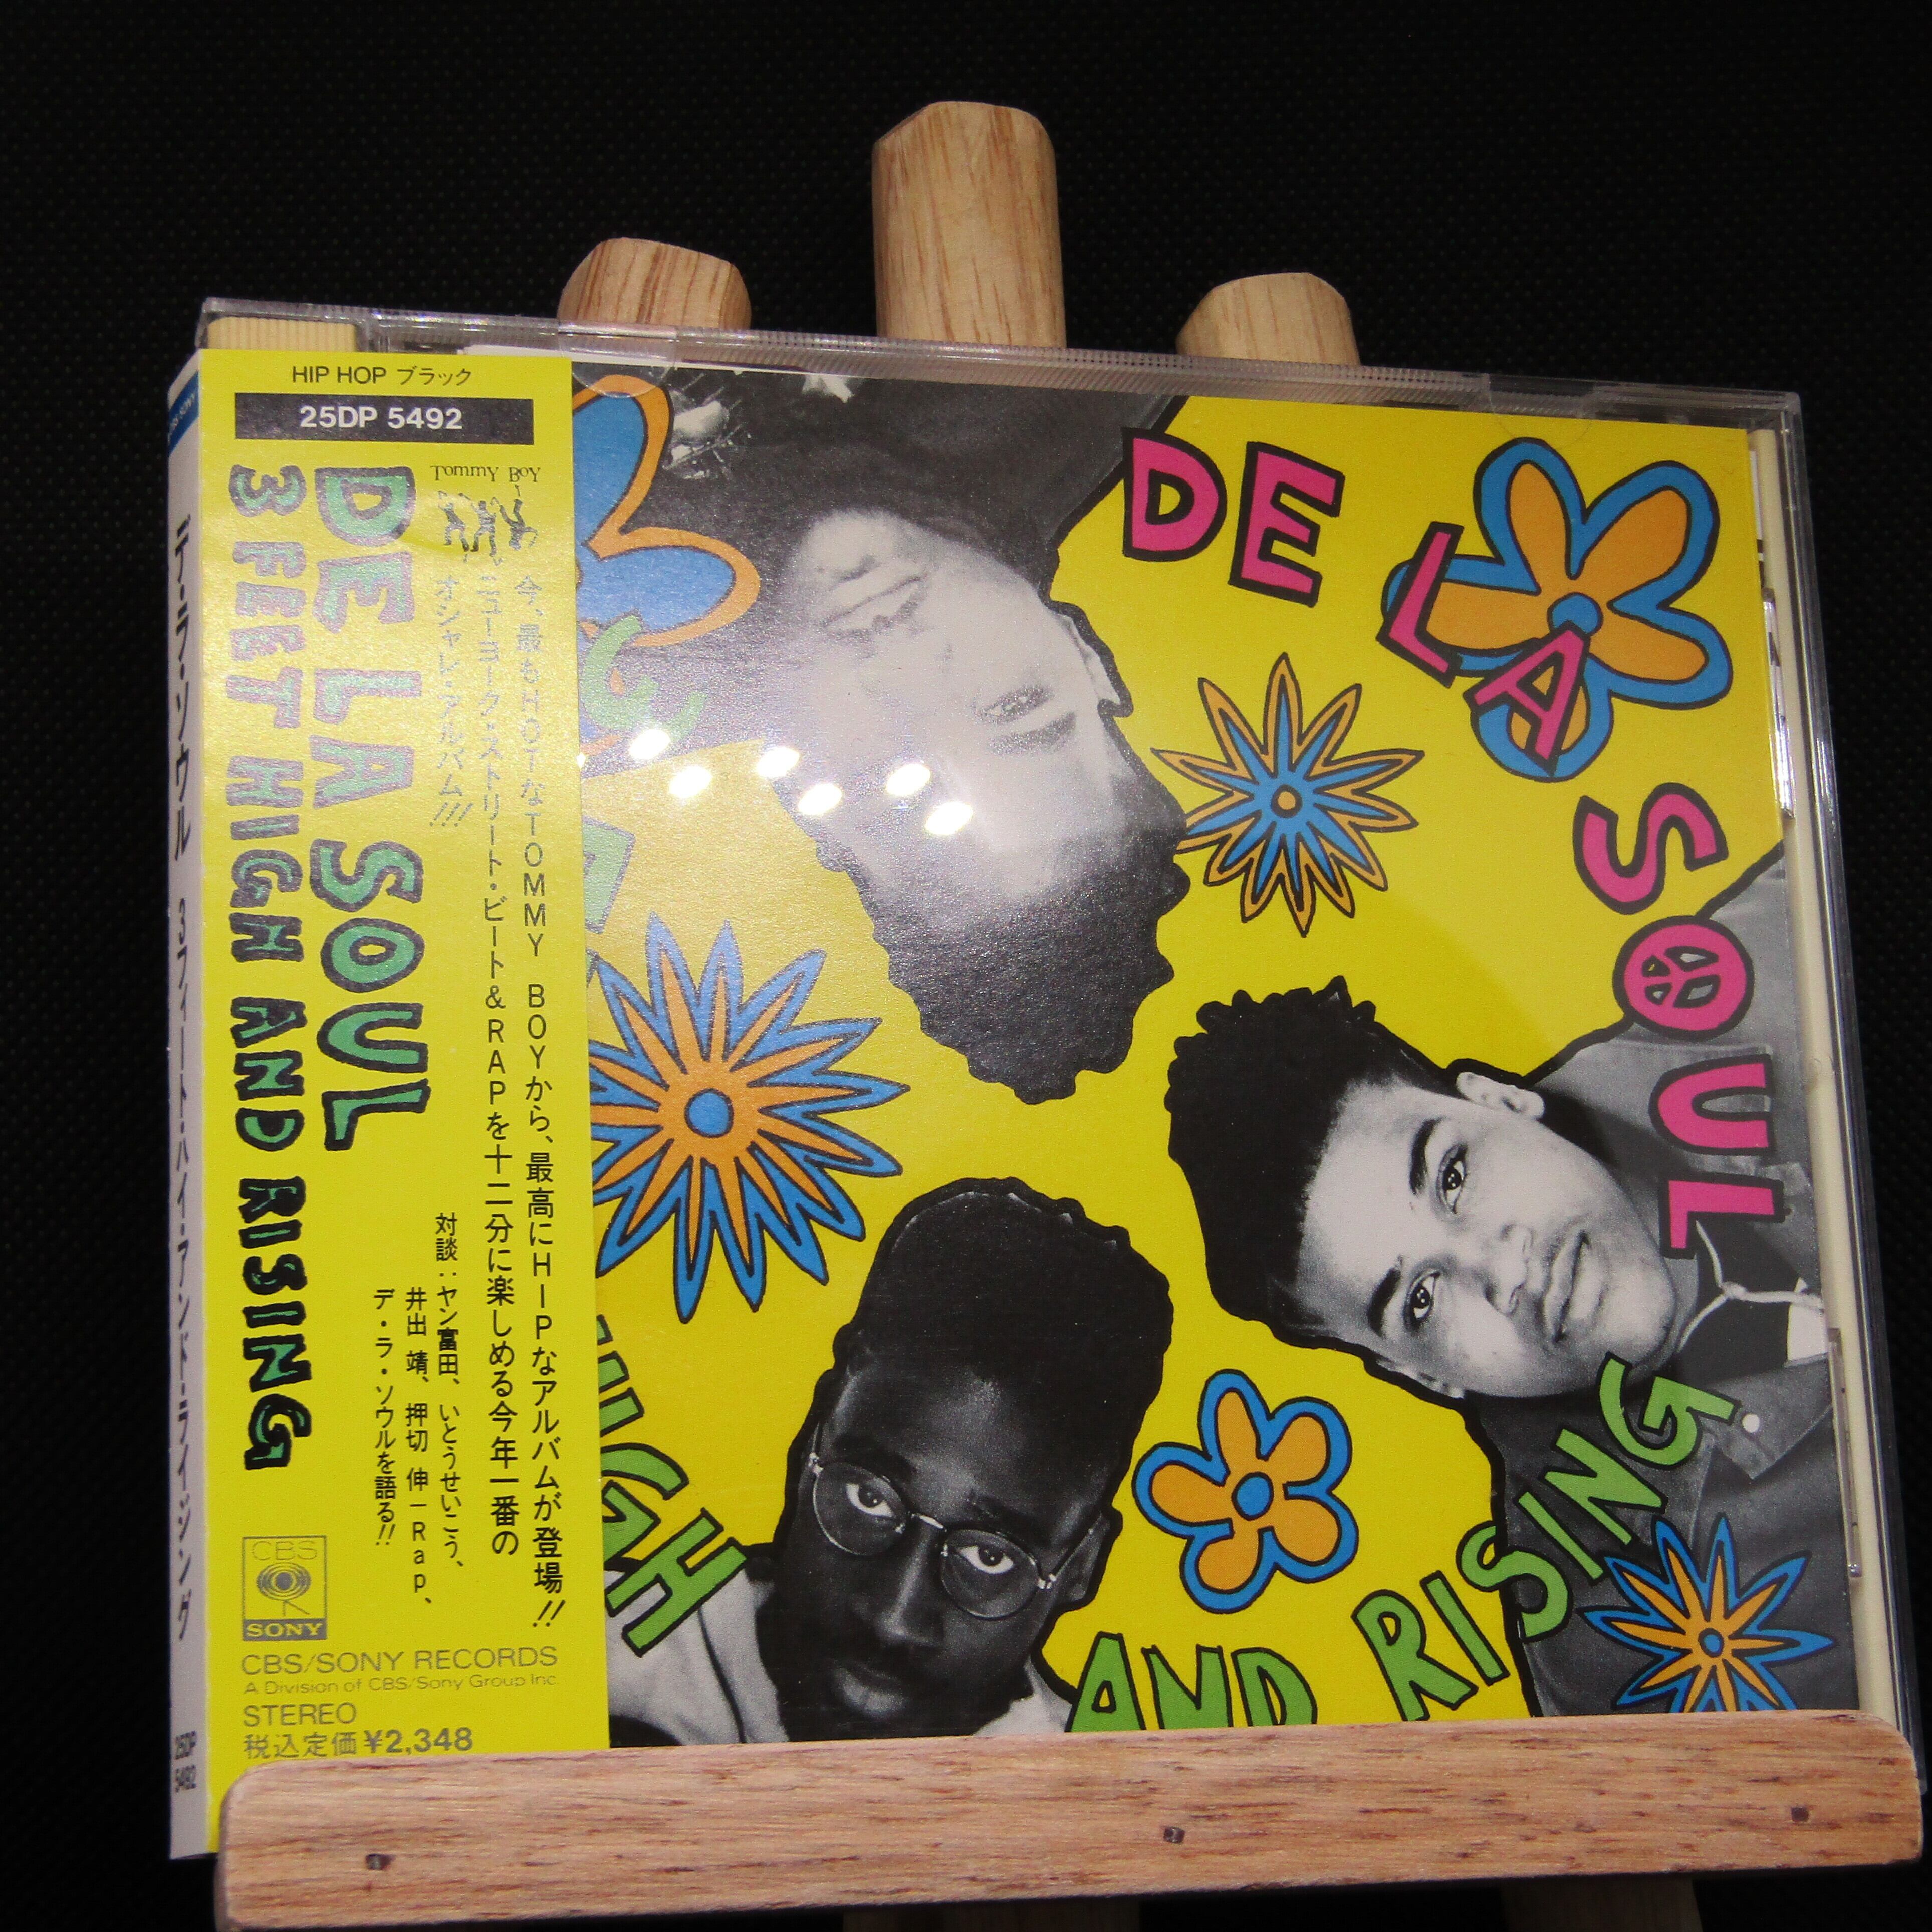 HIP HOP ブラック
25DP 5492
Tommy Boy
DE LA SOUL
3 FEET HIGH AND RISING
今、最もHOTなTOMMY BOYから、最高にHIPなアルバムが登場!!
ニューヨーク・ストリート・ビート&RAPを十二分に楽しめる今年一番の
オシャレ・アルバム!!!
対談:ヤン富田、いとうせいこう、
井出 靖、押切 伸一Rap、
デ・ラ・ソウルを語る!!
CBS
SONY
CBS/SONY RECORDS
A Division of CBS/Sony Group Inc.
STEREO
税込定価¥2,348
デ・ラ・ソウル 3フィート・ハイ・アンド・ライジング
25DP
5492
DE LA SOUL
HIGH
AND RISING